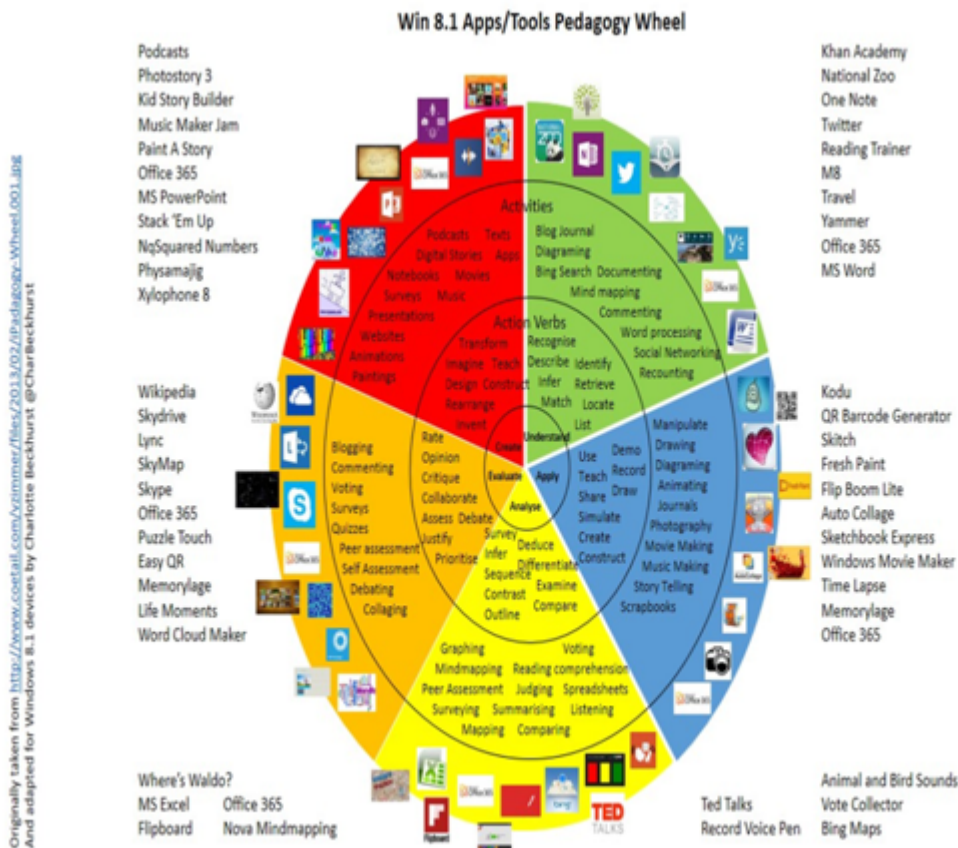 Win 8.1 Apps/Tools Pedagogy Wheel
Podcasts
Photostory 3
Kid Story Builder
Music Maker Jam
Paint A Story
Office 365
MS PowerPoint
Stack 'Em Up
NqSquared Numbers
Physamajig
Xylophone 8
Khan Academy
National Zoo
One Note
Twitter
Reading Trainer
M8
Travel
Yammer
Office 365
MS Word
Activities
Podcasts Texts
Digital Stories Apps
Notebooks Movies
Surveys Music
Presentations
Websites
Animations
Paintings
Blog Journal
Diagraming
Bing Search Documenting
Mind mapping
Commenting
Word processing
Social Networking
Recounting
Action Verbs
Transform
Imagine Teach
Design Construct
Rearrange
Invent
Recognise
Describe Identify
Infer Retrieve
Match Locate
List
Create
Understand
Evaluate
Apply
Analyse
Wikipedia
Skydrive
Lync
SkyMap
Skype
Office 365
Puzzle Touch
Easy QR
Memorylage
Life Moments
Word Cloud Maker
Blogging
Commenting
Voting
Surveys
Quizzes
Peer assessment
Self Assessment
Debating
Collaging
Rate
Opinion
Critique
Collaborate
Assess Debate
Justify
Prioritise
Use Demo
Teach Record
Share Draw
Simulate
Create
Construct
Manipulate
Drawing
Diagraming
Animating
Journals
Photography
Movie Making
Music Making
Story Telling
Scrapbooks
Kodu
QR Barcode Generator
Skitch
Fresh Paint
Flip Boom Lite
Auto Collage
Sketchbook Express
Windows Movie Maker
Time Lapse
Memorylage
Office 365
Survey Deduce
Infer Differentiate
Sequence
Contrast Examine
Outline Compare
Graphing Voting
Mindmapping Reading comprehension
Peer Assessment Judging Spreadsheets
Surveying Summarising Listening
Mapping Comparing
Where's Waldo?
MS Excel Office 365
Flipboard Nova Mindmapping
Flipboard
bing
TED
TALKS
Ted Talks
Record Voice Pen
Animal and Bird Sounds
Vote Collector
Bing Maps
Originally taken from http://www.coetail.com/vzimmer/files/2013/02/iPadagogy-Wheel.001.jpg
And adapted for Windows 8.1 devices by Charlotte Beckhurst @CharBeckhurst